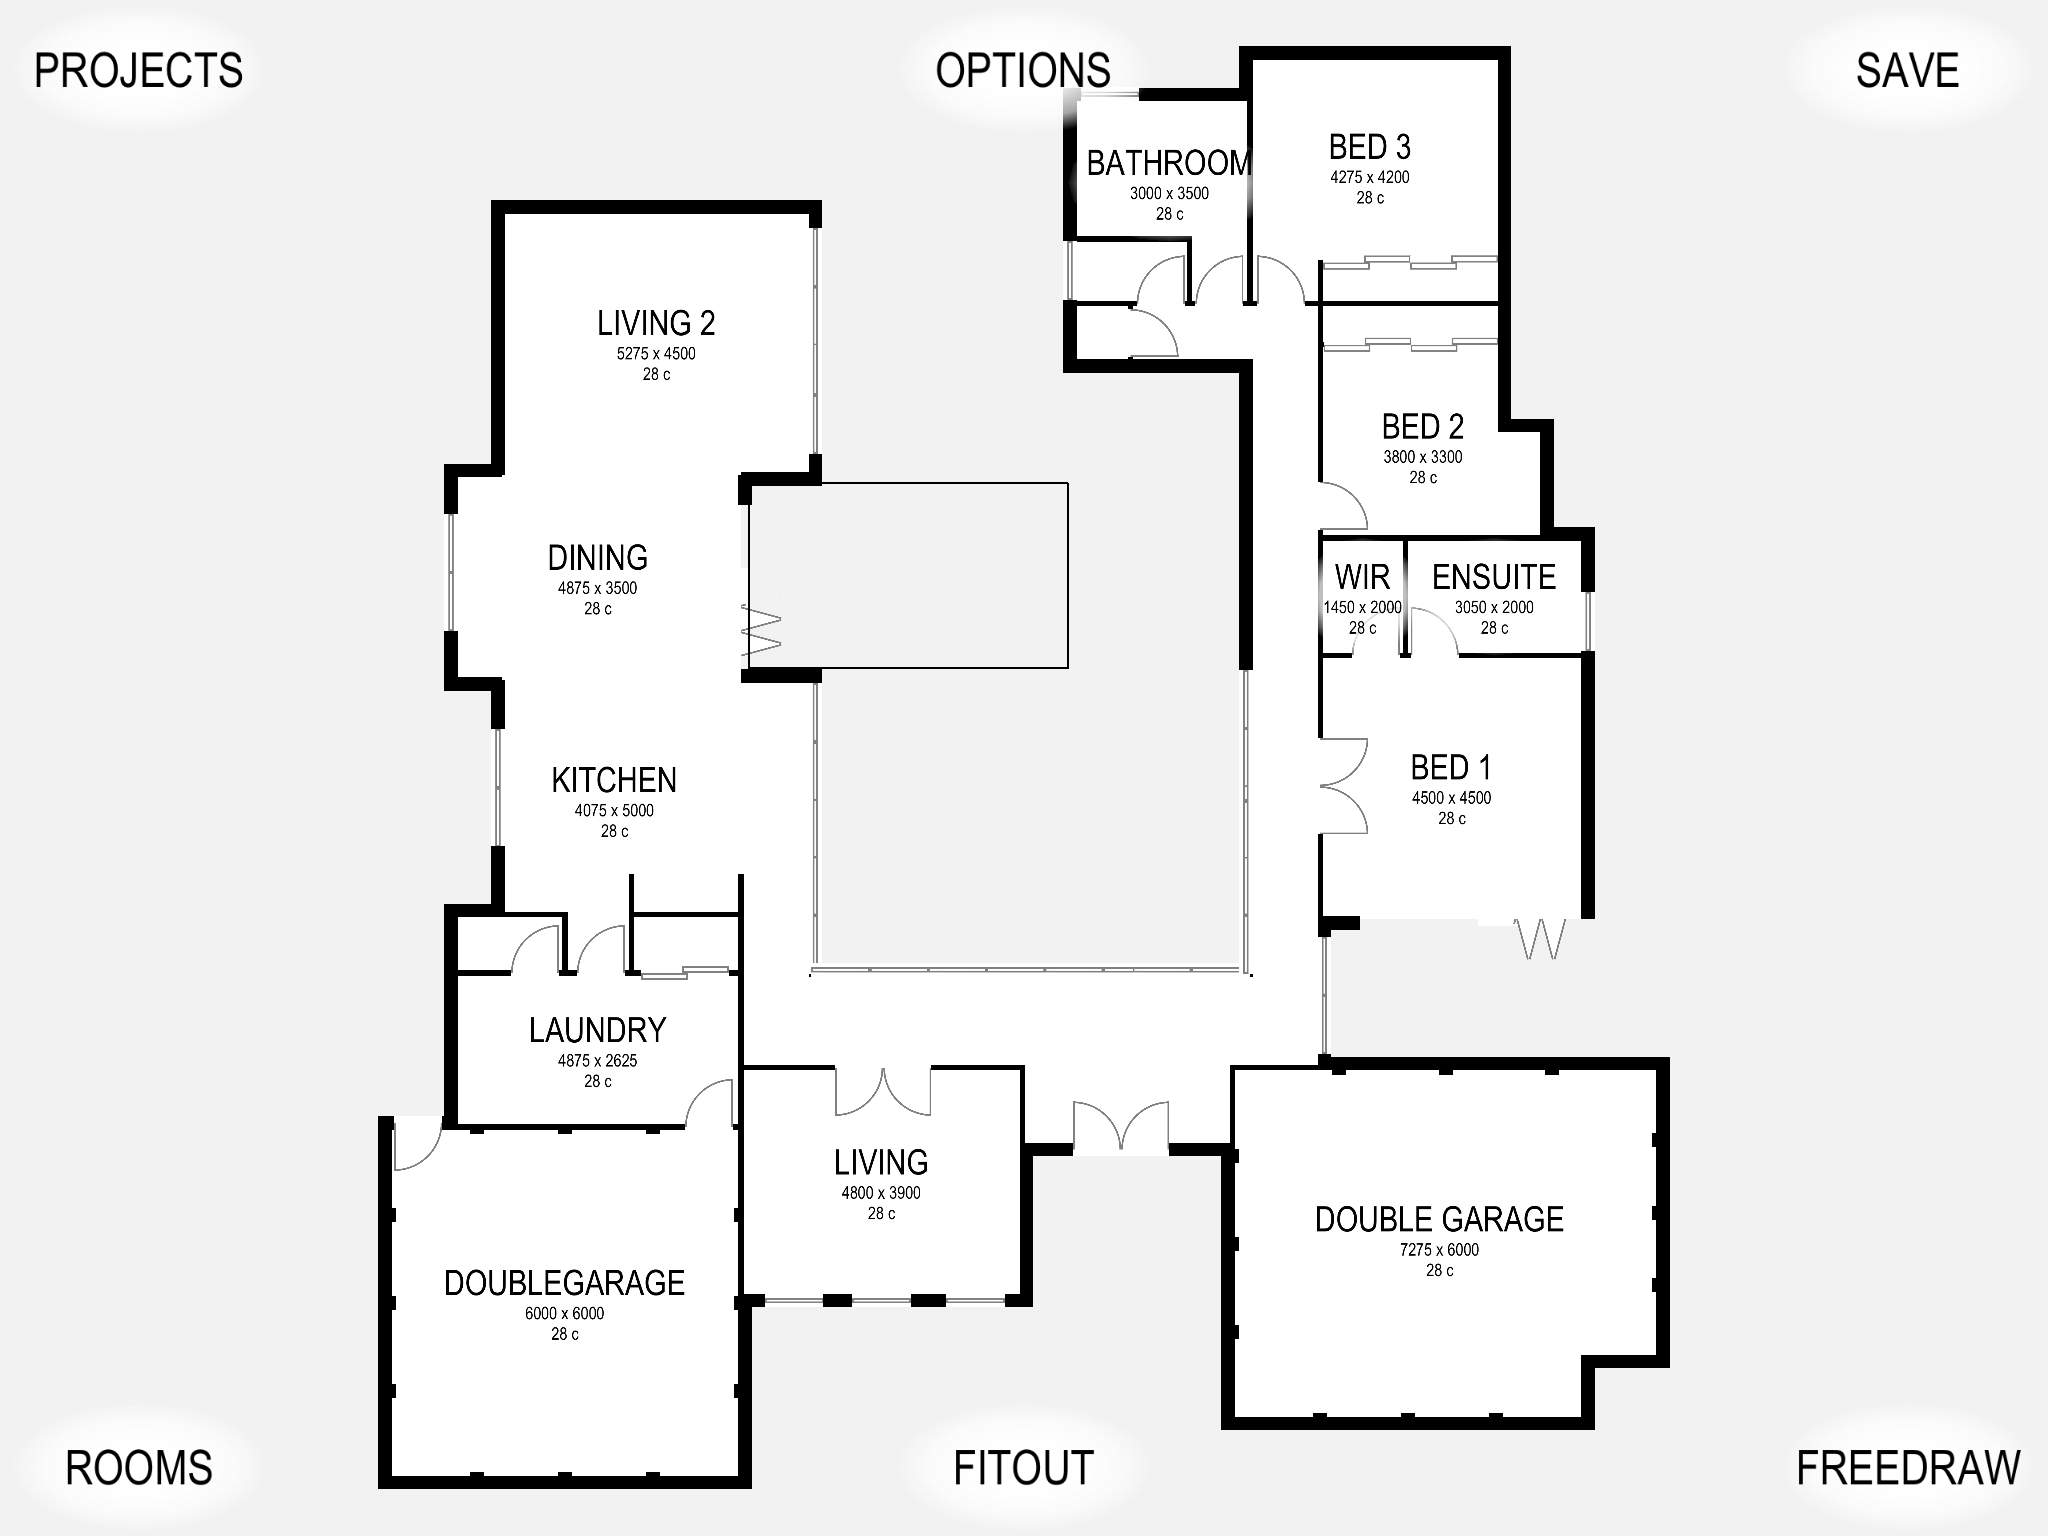 PROJECTS
OPTIONS
SAVE
BED 3
4275 x 4200
28 c
BATHROOM
3000 x 3500
28 c
LIVING 2
5275 x 4500
28 c
BED 2
3800 x 3300
28 c
DINING
4875 x 3500
28 c
WIR
1450 x 2000
28 c
ENSUITE
3050 x 2000
28 c
KITCHEN
4075 x 5000
28 c
BED 1
4500 x 4500
28 c
LAUNDRY
4875 x 2625
28 c
LIVING
4800 x 3900
28 c
DOUBLE GARAGE
7275 x 6000
28 c
DOUBLEGARAGE
6000 x 6000
28 c
ROOMS
FITOUT
FREEDRAW